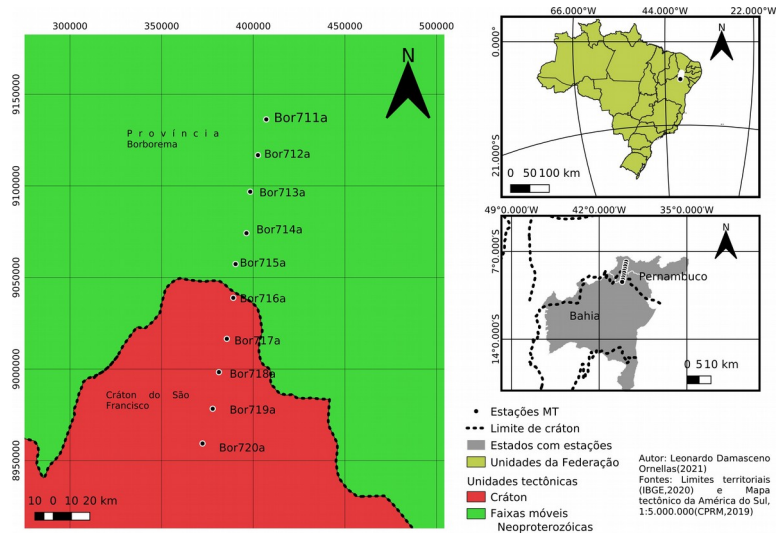 300000 350000 400000 450000 500000
9150000
9100000
9050000
9000000
8950000
N
Província
Borborema
Bor711a
Bor712a
Bor713a
Bor714a
Bor715a
Bor716a
Bor717a
Bor718a
Bor719a
Bor720a
Cráton do São
Francisco
10 0 10 20 km
66.000°W 44.000°W 22.000°W
0.000°
21.000°S
N
0 50 100 km
49°0.000'W 42°0.000'W 35°0.000'W
7°0.000'S
14°0.000'S
N
Pernambuco
Bahia
0 510 km
Estações MT
Limite de cráton
Estados com estações
Unidades da Federação
Unidades tectônicas
Cráton
Faixas móveis
Neoproterozóicas
Autor: Leonardo Damasceno
Ornellas(2021)
Fontes: Limites territoriais
(IBGE,2020) e Mapa
tectônico da América do Sul,
1:5.000.000(CPRM,2019)